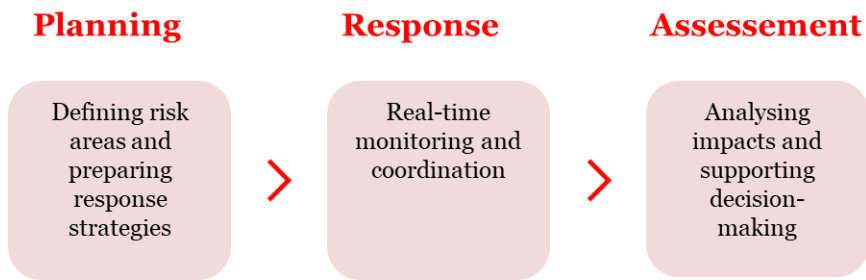 Planning
Response
Assessement
Defining risk
areas and
preparing
response
strategies
Real-time
monitoring and
coordination
Analysing
impacts and
supporting
decision-
making